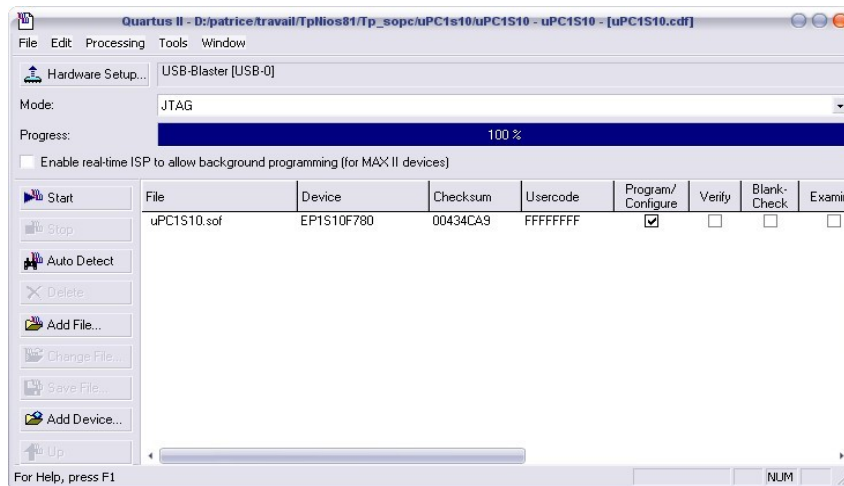 Quartus II - D:/patrice/travail/TpNios81/Tp_sopc/uPC1s10/uPC1S10 - uPC1S10 - [uPC1S10.cdf]
File Edit Processing Tools Window
Hardware Setup... USB-Blaster [USB-0]
Mode: JTAG
Progress: 100 %
Enable real-time ISP to allow background programming (for MAX II devices)
Start File Device Checksum Usercode Program/ Configure Verify Blank- Check Exami
uPC1S10.sof EP1S10F780 00434CA9 FFFFFFFF
Stop
Auto Detect
Delete
Add File...
Change File...
Save File...
Add Device...
Up
For Help, press F1 NUM